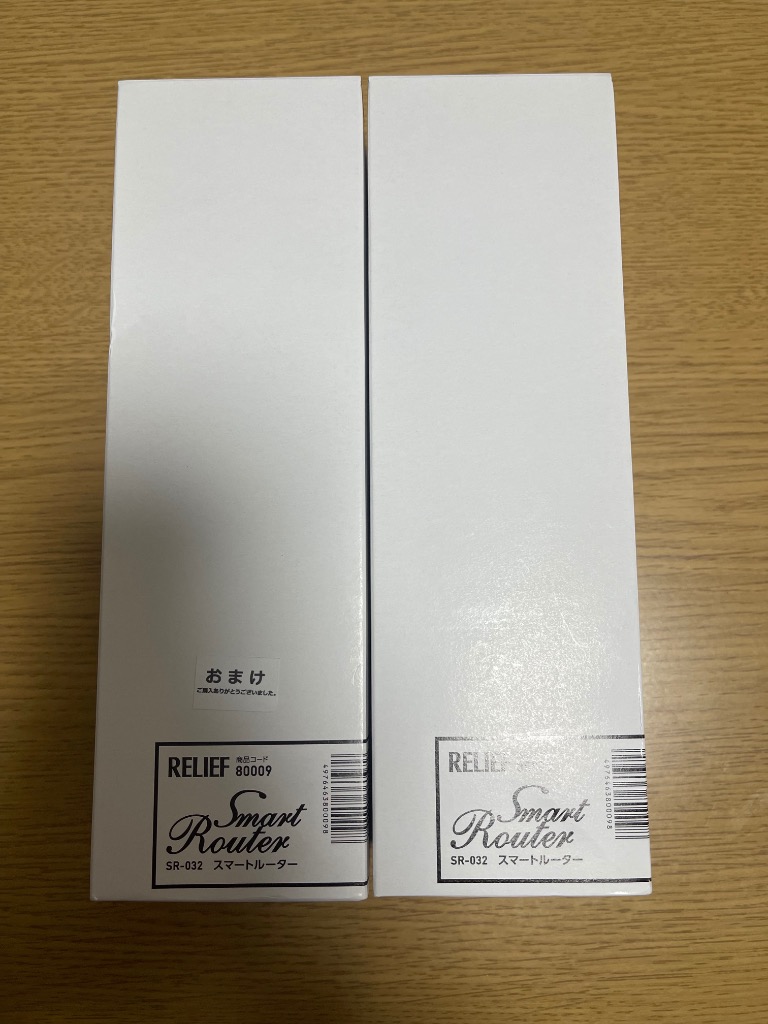 おまけ
ご購入ありがとうございました。
RELIEF 商品コード
80009
Smart
Router
SR-032 スマートルーター
4976463800098
RELIEF
Smart
Router
SR-032 スマートルーター
4976463800098